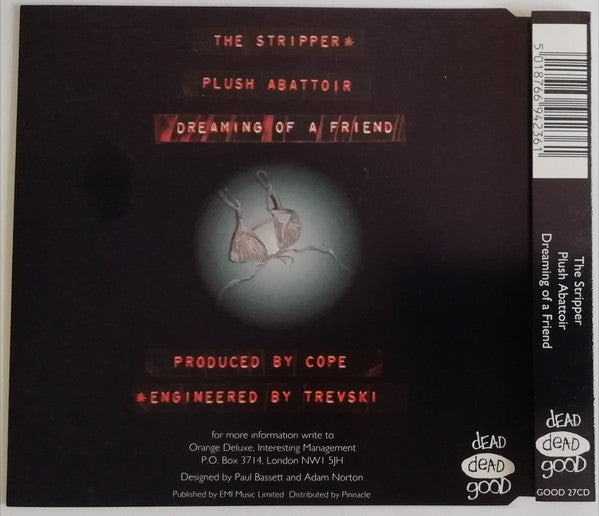 THE STRIPPER*
PLUSH ABATTOIR
DREAMING OF A FRIEND
PRODUCED BY COPE
*ENGINEERED BY TREVSKI
for more information write to
Orange Deluxe, Interesting Management
P.O. Box 3714, London NW1 5JH
Designed by Paul Bassett and Adam Norton
Published by EMI Music Limited Distributed by Pinnacle
DEAD
DEAD
GOOD
5 018766 942361
The Stripper
Plush Abattoir
Dreaming of a Friend
DEAD
DEAD
GOOD
GOOD 27CD